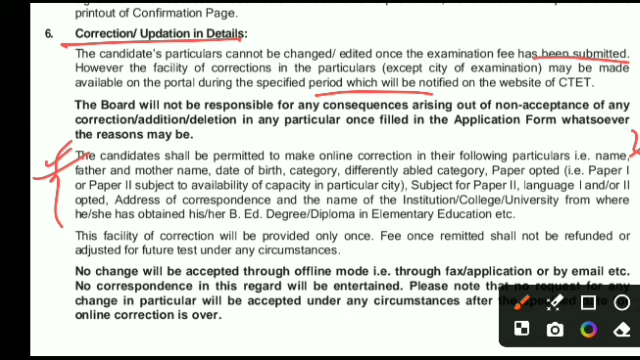 printout of Confirmation Page.
6. Correction/ Updation in Details:
The candidate's particulars cannot be changed/ edited once the examination fee has been submitted.
However the facility of corrections in the particulars (except city of examination) may be made
available on the portal during the specified period which will be notified on the website of CTET.
The Board will not be responsible for any consequences arising out of non-acceptance of any
correction/addition/deletion in any particular once filled in the Application Form whatsoever
the reasons may be.
The candidates shall be permitted to make online correction in their following particulars i.e. name,
father and mother name, date of birth, category, differently abled category, Paper opted (i.e. Paper I
or Paper II subject to availability of capacity in particular city), Subject for Paper II, language I and/or II
opted, Address of correspondence and the name of the Institution/College/University from where
he/she has obtained his/her B. Ed. Degree/Diploma in Elementary Education etc.
This facility of correction will be provided only once. Fee once remitted shall not be refunded or
adjusted for future test under any circumstances.
No change will be accepted through offline mode i.e. through fax/application or by email etc.
No correspondence in this regard will be entertained. Please note that no request for any
change in particular will be accepted under any circumstances after
online correction is over.